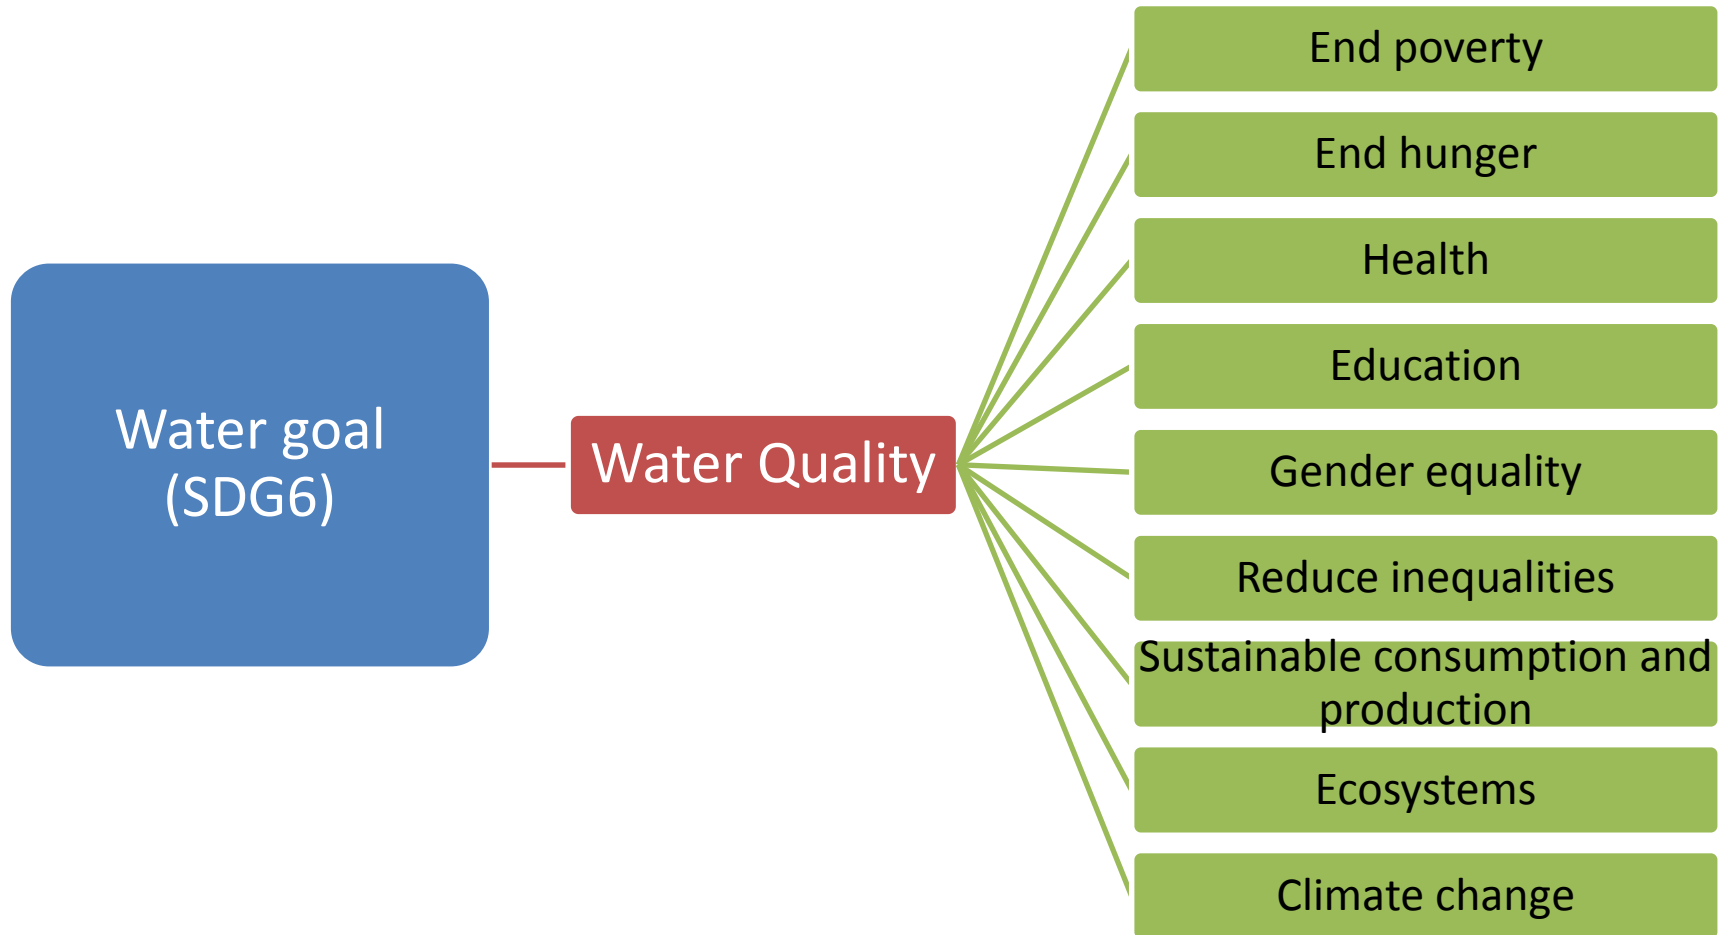 Water goal
(SDG6)
Water Quality
End poverty
End hunger
Health
Education
Gender equality
Reduce inequalities
Sustainable consumption and
production
Ecosystems
Climate change